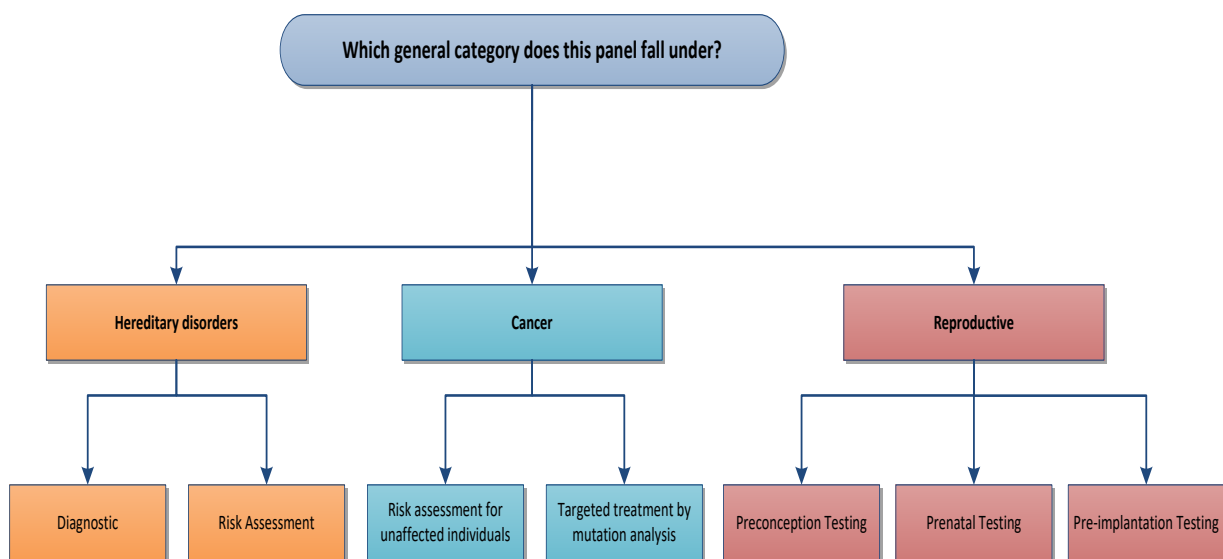 Which general category does this panel fall under?
Hereditary disorders
Cancer
Reproductive
Diagnostic
Risk Assessment
Risk assessment for
unaffected individuals
Targeted treatment by
mutation analysis
Preconception Testing
Prenatal Testing
Pre-implantation Testing